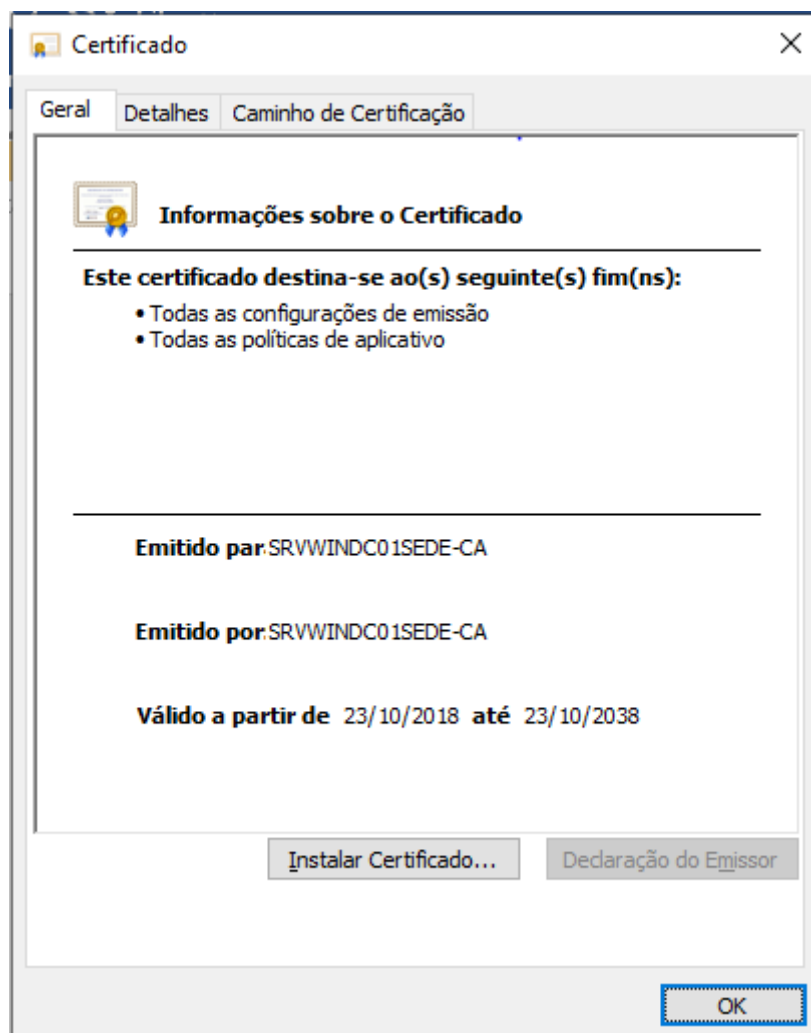 Certificado
Geral Detalhes Caminho de Certificação
Informações sobre o Certificado
Este certificado destina-se ao(s) seguinte(s) fim(ns):
• Todas as configurações de emissão
• Todas as políticas de aplicativo
Emitido par SRVWINDC01SEDE-CA
Emitido por SRVWINDC01SEDE-CA
Válido a partir de 23/10/2018 até 23/10/2038
Instalar Certificado... Declaração do Emissor
OK